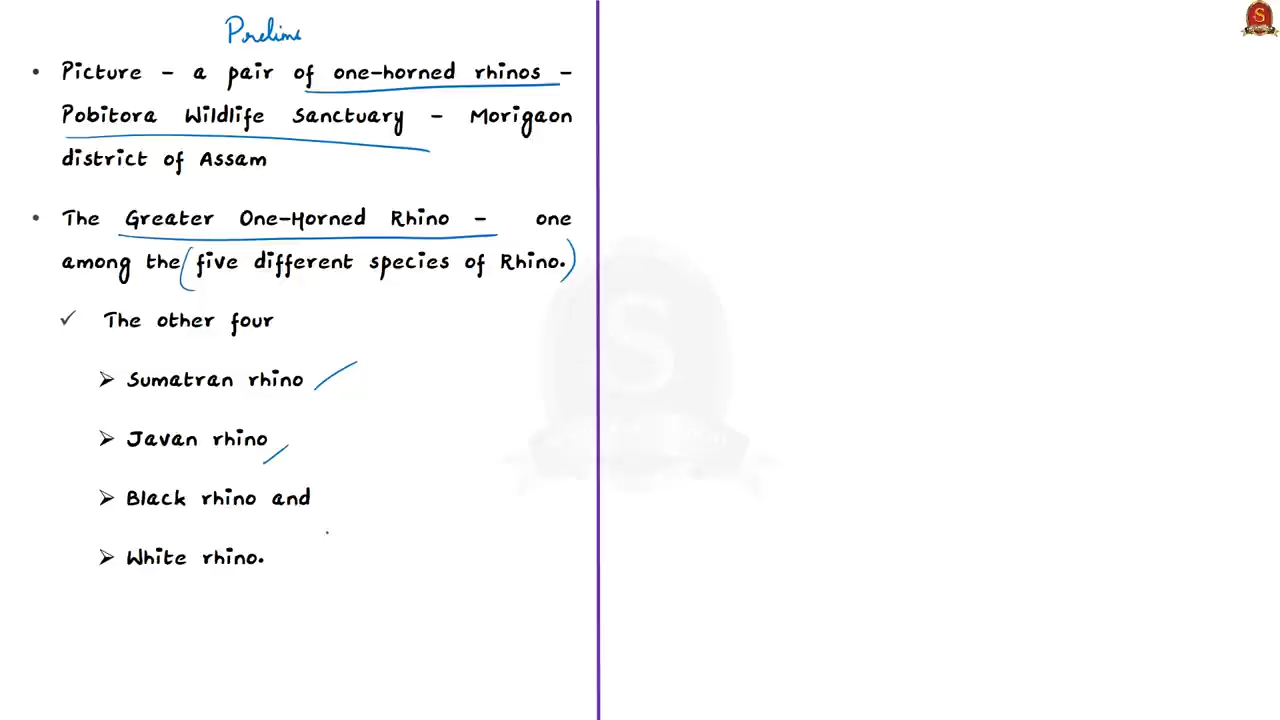 Prelims
• Picture – a pair of one-horned rhinos –
Pobitora Wildlife Sanctuary – Morigaon
district of Assam
• The Greater One-Horned Rhino – one
among the five different species of Rhino.
✓ The other four
➢ Sumatran rhino
➢ Javan rhino
➢ Black rhino and
➢ White rhino.
S
S